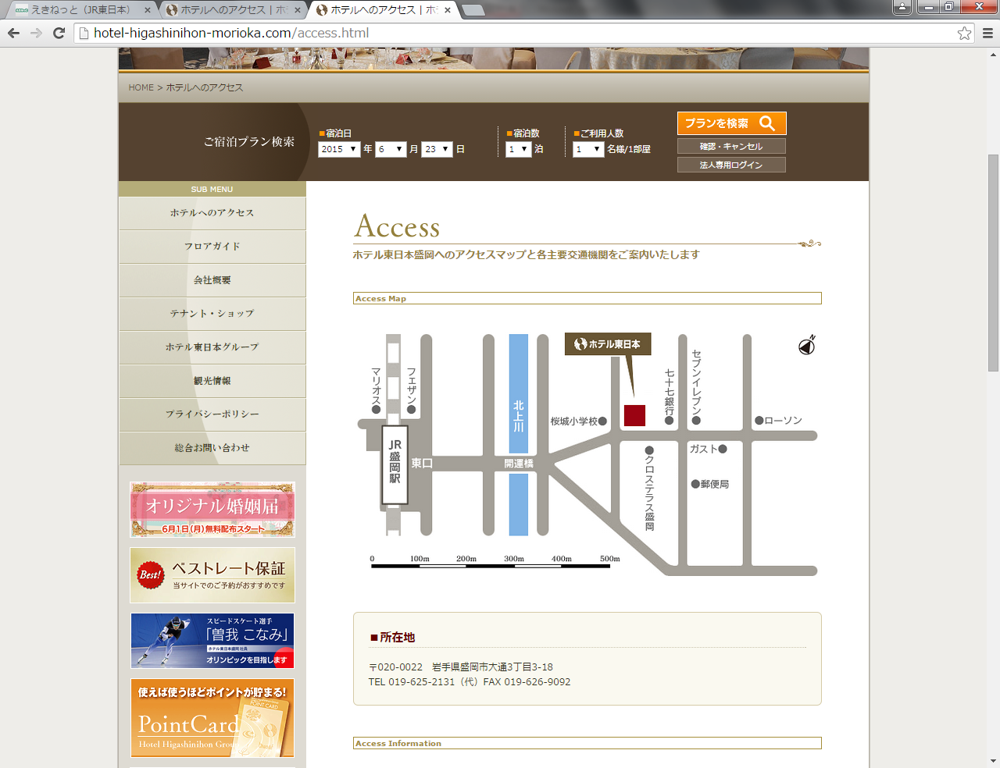 えきねっと（JR東日本）
ホテルへのアクセス | ホテ
ホテルへのアクセス | ホテ
hotel-higashinihon-morioka.com/access.html
HOME > ホテルへのアクセス
ご宿泊プラン検索
■宿泊日
2015 年 6 月 23 日
■宿泊数
1 泊
■ご利用人数
1 名様/1部屋
プランを検索
確認・キャンセル
法人専用ログイン
SUB MENU
ホテルへのアクセス
フロアガイド
会社概要
テナント・ショップ
ホテル東日本グループ
観光情報
プライバシーポリシー
総合お問い合わせ
オリジナル婚姻届
6月1日(月)無料配布スタート
Best!
ベストレート保証
当サイトでのご予約がおすすめです
スピードスケート選手
「曽我 こなみ」
ホテル東日本盛岡 社員
オリンピックを目指します
使えば使うほどポイントが貯まる!
POINT CARD
PointCard
Hotel Higashinihon Group
Access
ホテル東日本盛岡へのアクセスマップと各主要交通機関をご案内いたします
Access Map
ホテル東日本
N
マリオス
フェザン
北上川
桜城小学校
七十七銀行
セブンイレブン
ローソン
JR盛岡駅
東口
開運橋
クロステラス盛岡
ガスト
郵便局
0 100m 200m 300m 400m 500m
■所在地
〒020-0022　岩手県盛岡市大通3丁目3-18
TEL 019-625-2131（代）FAX 019-626-9092
Access Information